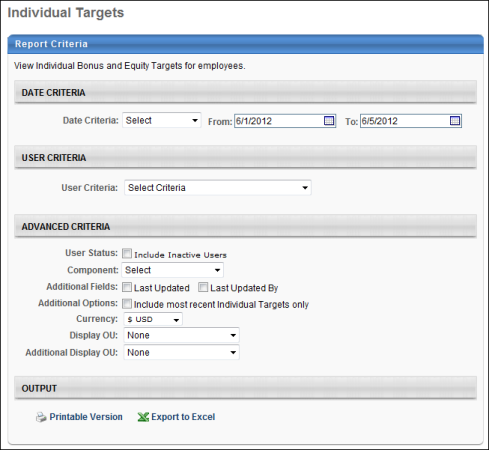 Individual Targets
Report Criteria
View Individual Bonus and Equity Targets for employees.
DATE CRITERIA
Date Criteria: Select From: 6/1/2012 To: 6/5/2012
USER CRITERIA
User Criteria: Select Criteria
ADVANCED CRITERIA
User Status: Include Inactive Users
Component: Select
Additional Fields: Last Updated Last Updated By
Additional Options: Include most recent Individual Targets only
Currency: $ USD
Display OU: None
Additional Display OU: None
OUTPUT
Printable Version Export to Excel